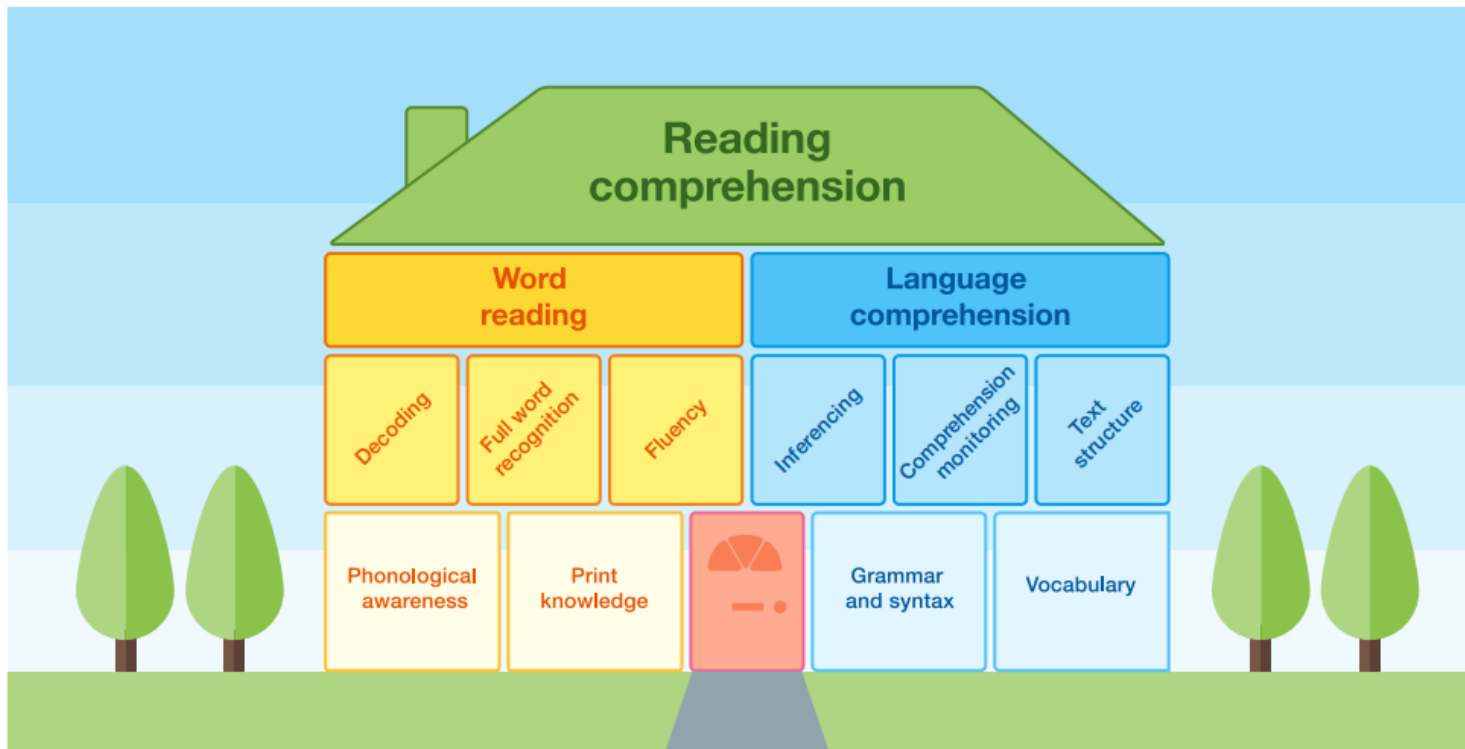 Reading
comprehension
Word
reading
Language
comprehension
Decoding
Full word
recognition
Fluency
Inferencing
Comprehension
monitoring
Text
structure
Phonological
awareness
Print
knowledge
Grammar
and syntax
Vocabulary